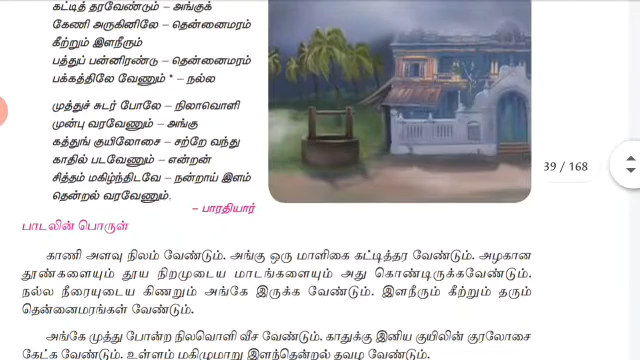 கட்டித் தரவேண்டும் – அங்குக்
கேணி அருகினிலே – தென்னைமரம்
கீற்றும் இளநீரும்
பத்துப் பன்னிரண்டு – தென்னைமரம்
பக்கத்திலே வேணும் * – நல்ல
முத்துச் சுடர் போலே – நிலாவொளி
முன்பு வரவேணும் – அங்கு
கத்துங் குயிலோசை – சற்றே வந்து
காதில் படவேணும் – என்றன்
சித்தம் மகிழ்ந்திடவே – நன்றாய் இளம்
தென்றல் வரவேணும்.
– பாரதியார்
39 / 168
பாடலின் பொருள்
காணி அளவு நிலம் வேண்டும். அங்கு ஒரு மாளிகை கட்டித்தர வேண்டும். அழகான
தூண்களையும் தூய நிறமுடைய மாடங்களையும் அது கொண்டிருக்கவேண்டும்.
நல்ல நீரையுடைய கிணறும் அங்கே இருக்க வேண்டும். இளநீரும் கீற்றும் தரும்
தென்னைமரங்கள் வேண்டும்.
அங்கே முத்து போன்ற நிலவொளி வீச வேண்டும். காதுக்கு இனிய குயிலின் குரலோசை
கேட்க வேண்டும். உள்ளம் மகிழுமாறு இளந்தென்றல் தவழ வேண்டும்.